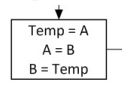 Temp = A
A = B
B = Temp